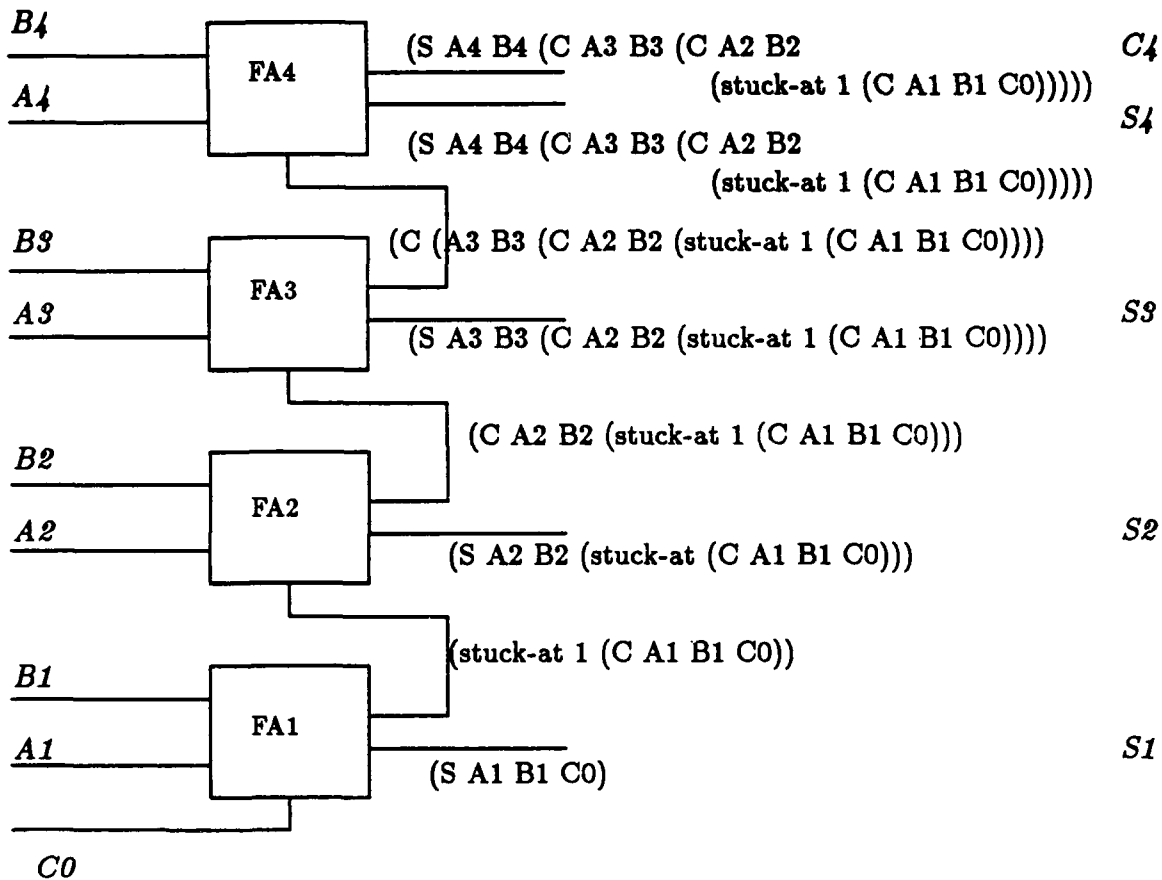 B4
(S A4 B4 (C A3 B3 (C A2 B2
C4
FA4
(stuck-at 1 (C A1 B1 C0)))))
A4
S4
(S A4 B4 (C A3 B3 (C A2 B2
(stuck-at 1 (C A1 B1 C0)))))
B3
(C (A3 B3 (C A2 B2 (stuck-at 1 (C A1 B1 C0))))
FA3
A3
S3
(S A3 B3 (C A2 B2 (stuck-at 1 (C A1 B1 C0))))
(C A2 B2 (stuck-at 1 (C A1 B1 C0)))
B2
FA2
A2
S2
(S A2 B2 (stuck-at (C A1 B1 C0)))
(stuck-at 1 (C A1 B1 C0))
B1
FA1
A1
S1
(S A1 B1 C0)
C0